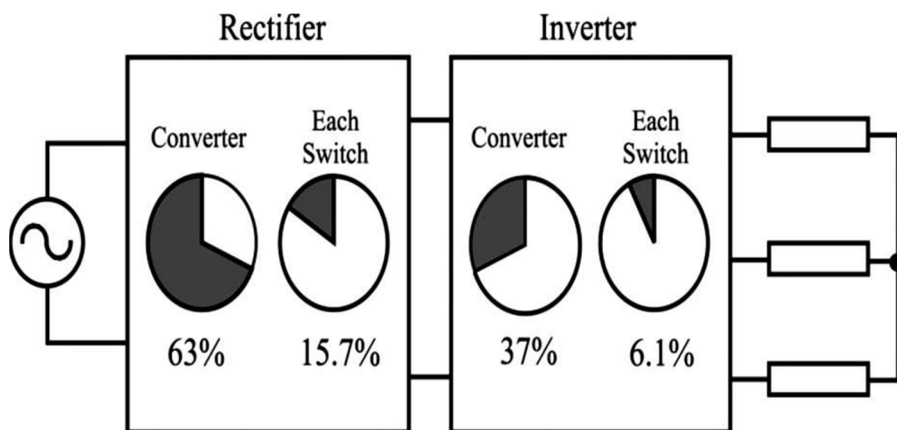 Rectifier
Inverter
Converter
Each
Switch
Converter
Each
Switch
63%
15.7%
37%
6.1%